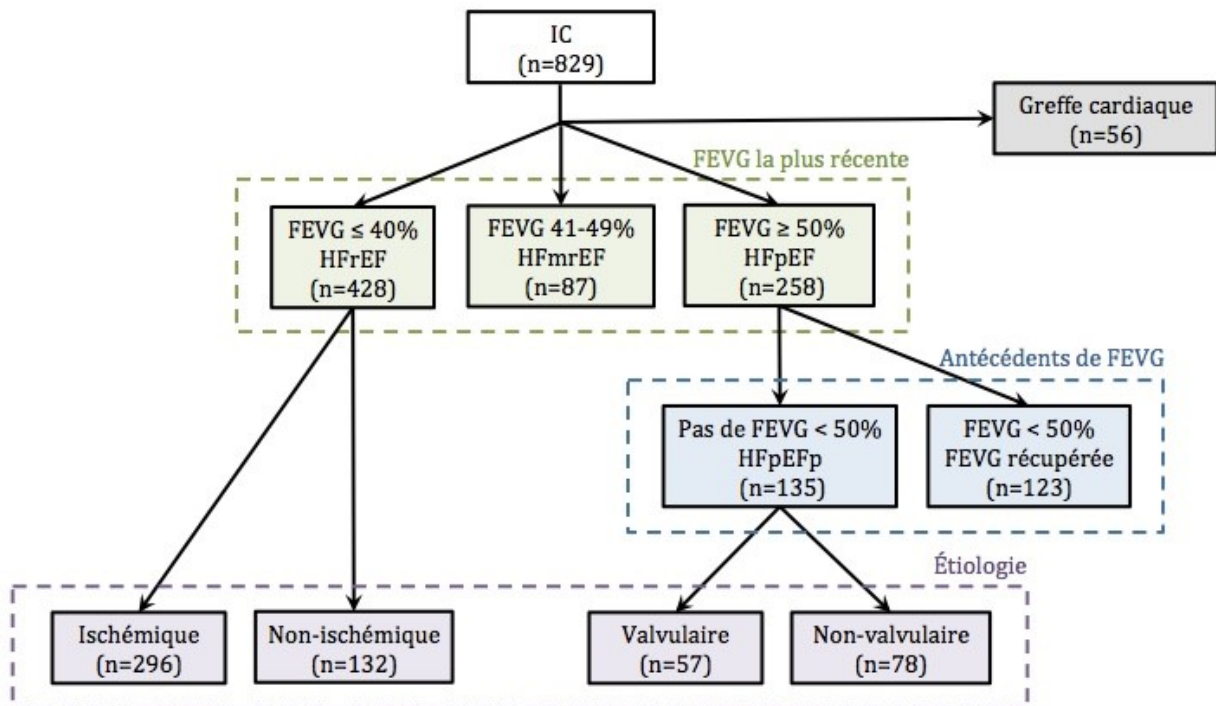 IC
(n=829)
Greffe cardiaque
(n=56)
FEVG la plus récente
FEVG ≤ 40%
HFrEF
(n=428)
FEVG 41-49%
HFmrEF
(n=87)
FEVG ≥ 50%
HFpEF
(n=258)
Antécédents de FEVG
Pas de FEVG < 50%
HFpEFp
(n=135)
FEVG < 50%
FEVG récupérée
(n=123)
Étiologie
Ischémique
(n=296)
Non-ischémique
(n=132)
Valvulaire
(n=57)
Non-valvulaire
(n=78)